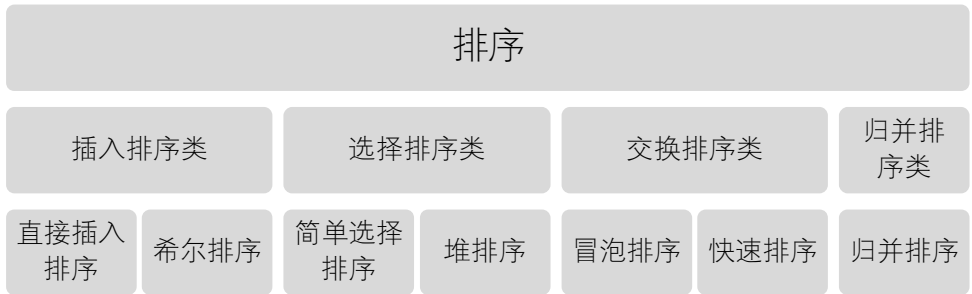 排序
插入排序类
选择排序类
交换排序类
归并排
序类
直接插入
排序
希尔排序
简单选择
排序
堆排序
冒泡排序
快速排序
归并排序